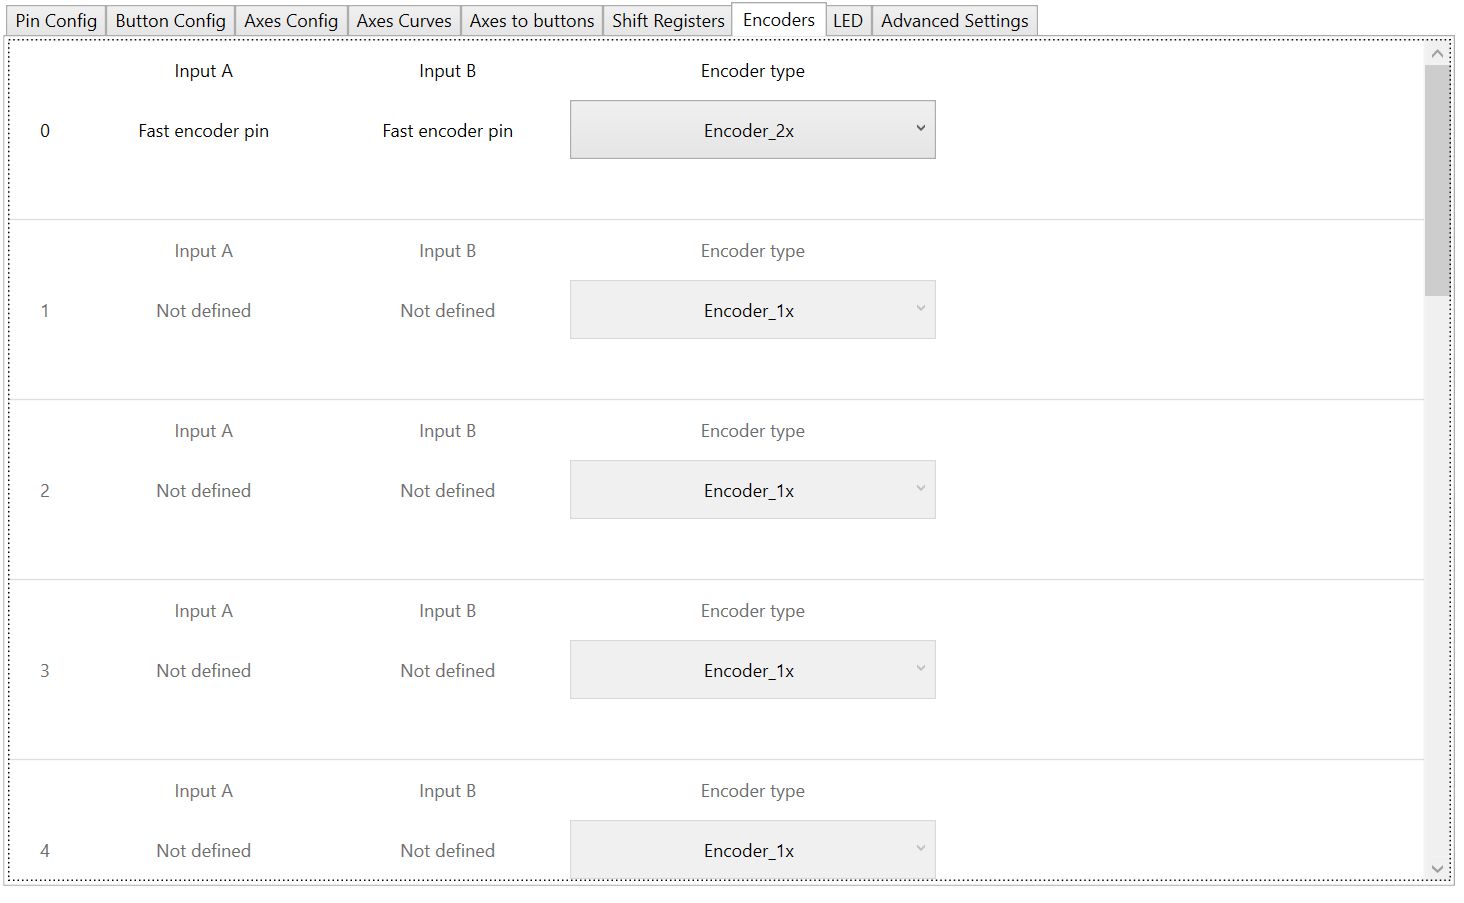 Pin Config Button Config Axes Config Axes Curves Axes to buttons Shift Registers Encoders LED Advanced Settings
Input A Input B Encoder type
0 Fast encoder pin Fast encoder pin Encoder_2x
Input A Input B Encoder type
1 Not defined Not defined Encoder_1x
Input A Input B Encoder type
2 Not defined Not defined Encoder_1x
Input A Input B Encoder type
3 Not defined Not defined Encoder_1x
Input A Input B Encoder type
4 Not defined Not defined Encoder_1x